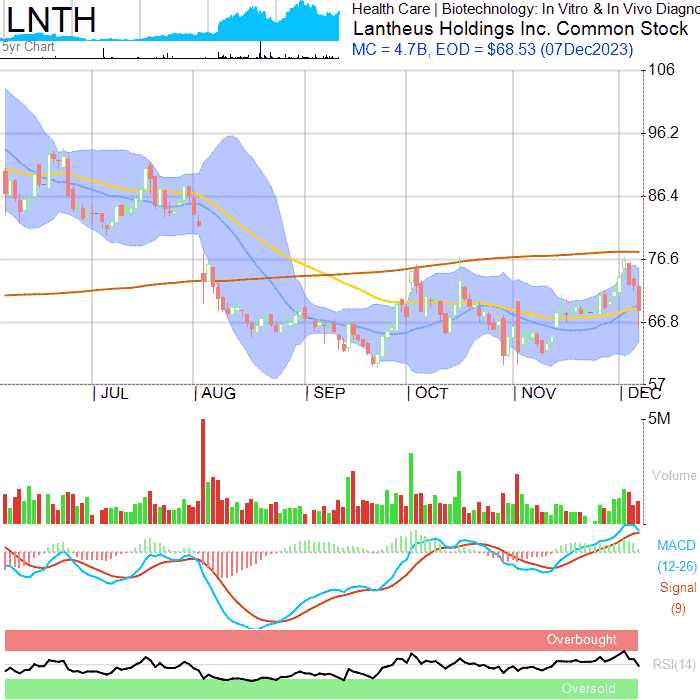 LNTH
5yr Chart
Health Care | Biotechnology: In Vitro & In Vivo Diagno
Lantheus Holdings Inc. Common Stock
MC = 4.7B, EOD = $68.53 (07Dec2023)
106
96.2
86.4
76.6
66.8
57
JUL AUG SEP OCT NOV DEC
5M
Volume
MACD
(12-26)
Signal
(9)
Overbought
RSI(14)
Oversold